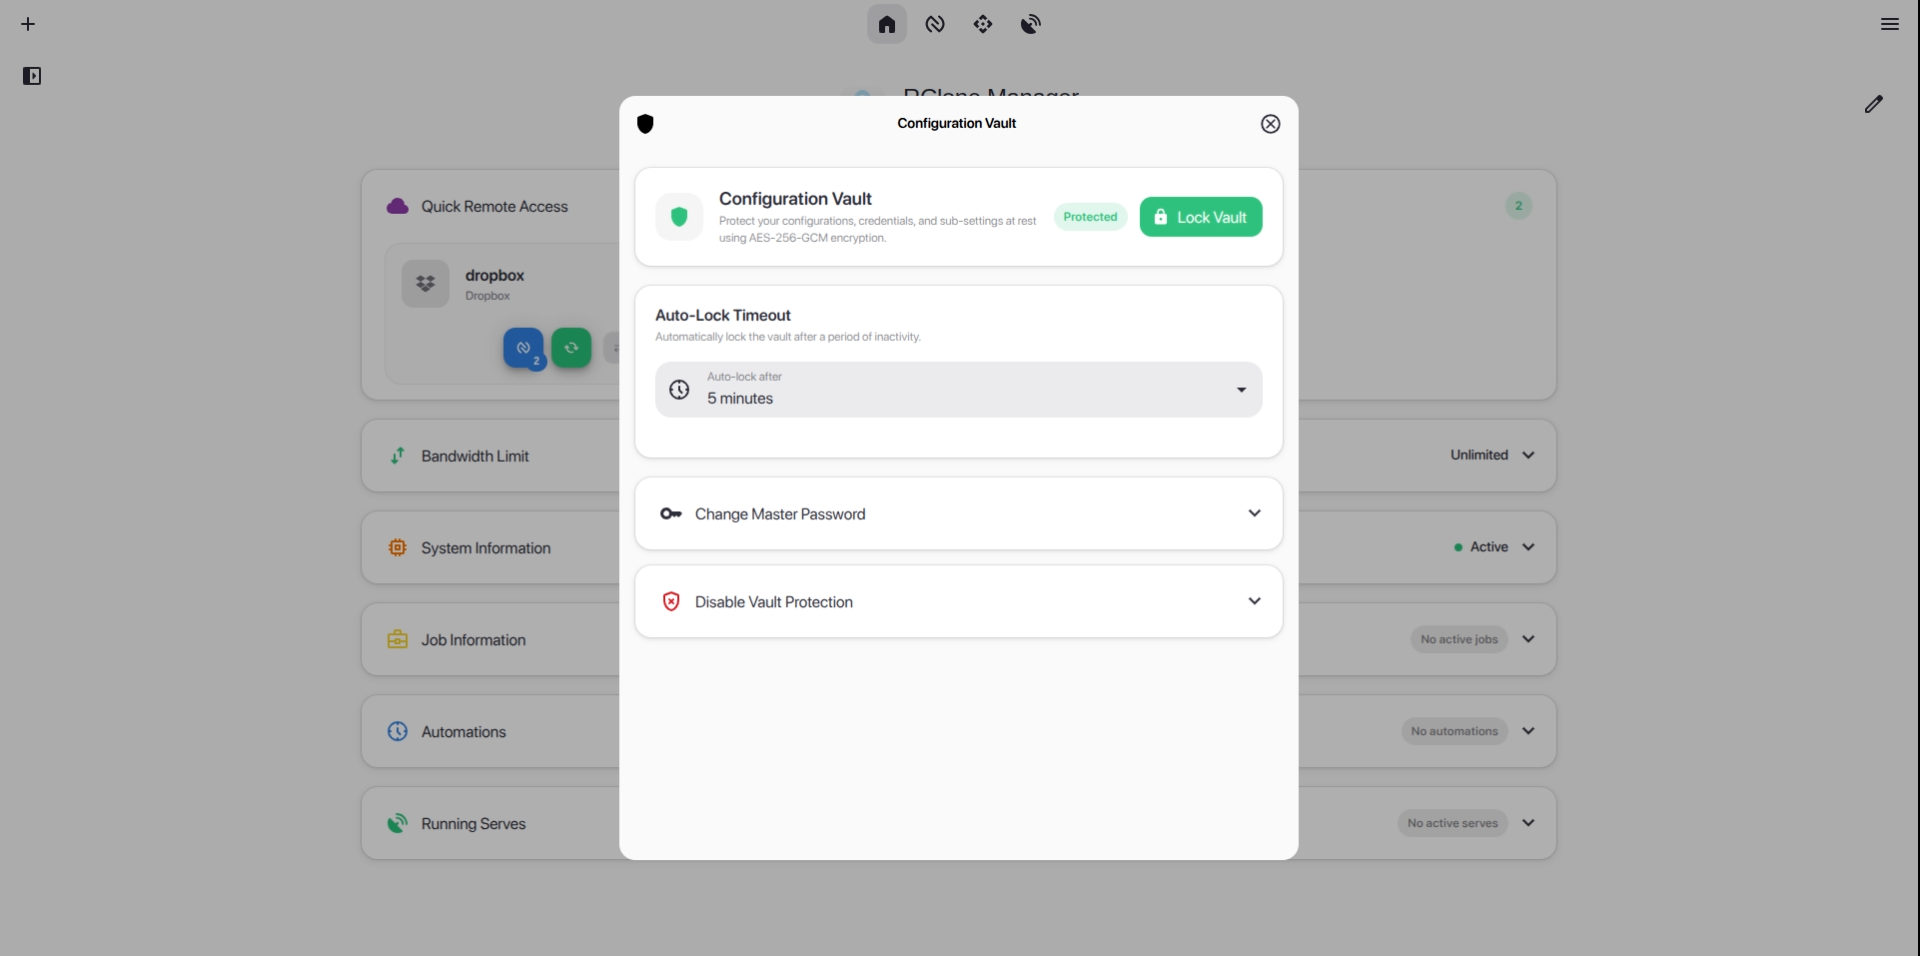 RClone Manager
Configuration Vault
Quick Remote Access
2
dropbox
Dropbox
2
Configuration Vault
Protect your configurations, credentials, and sub-settings at rest
using AES-256-GCM encryption.
Protected
Lock Vault
Auto-Lock Timeout
Automatically lock the vault after a period of inactivity.
Auto-lock after
5 minutes
Change Master Password
Disable Vault Protection
Bandwidth Limit
Unlimited
System Information
Active
Job Information
No active jobs
Automations
No automations
Running Serves
No active serves